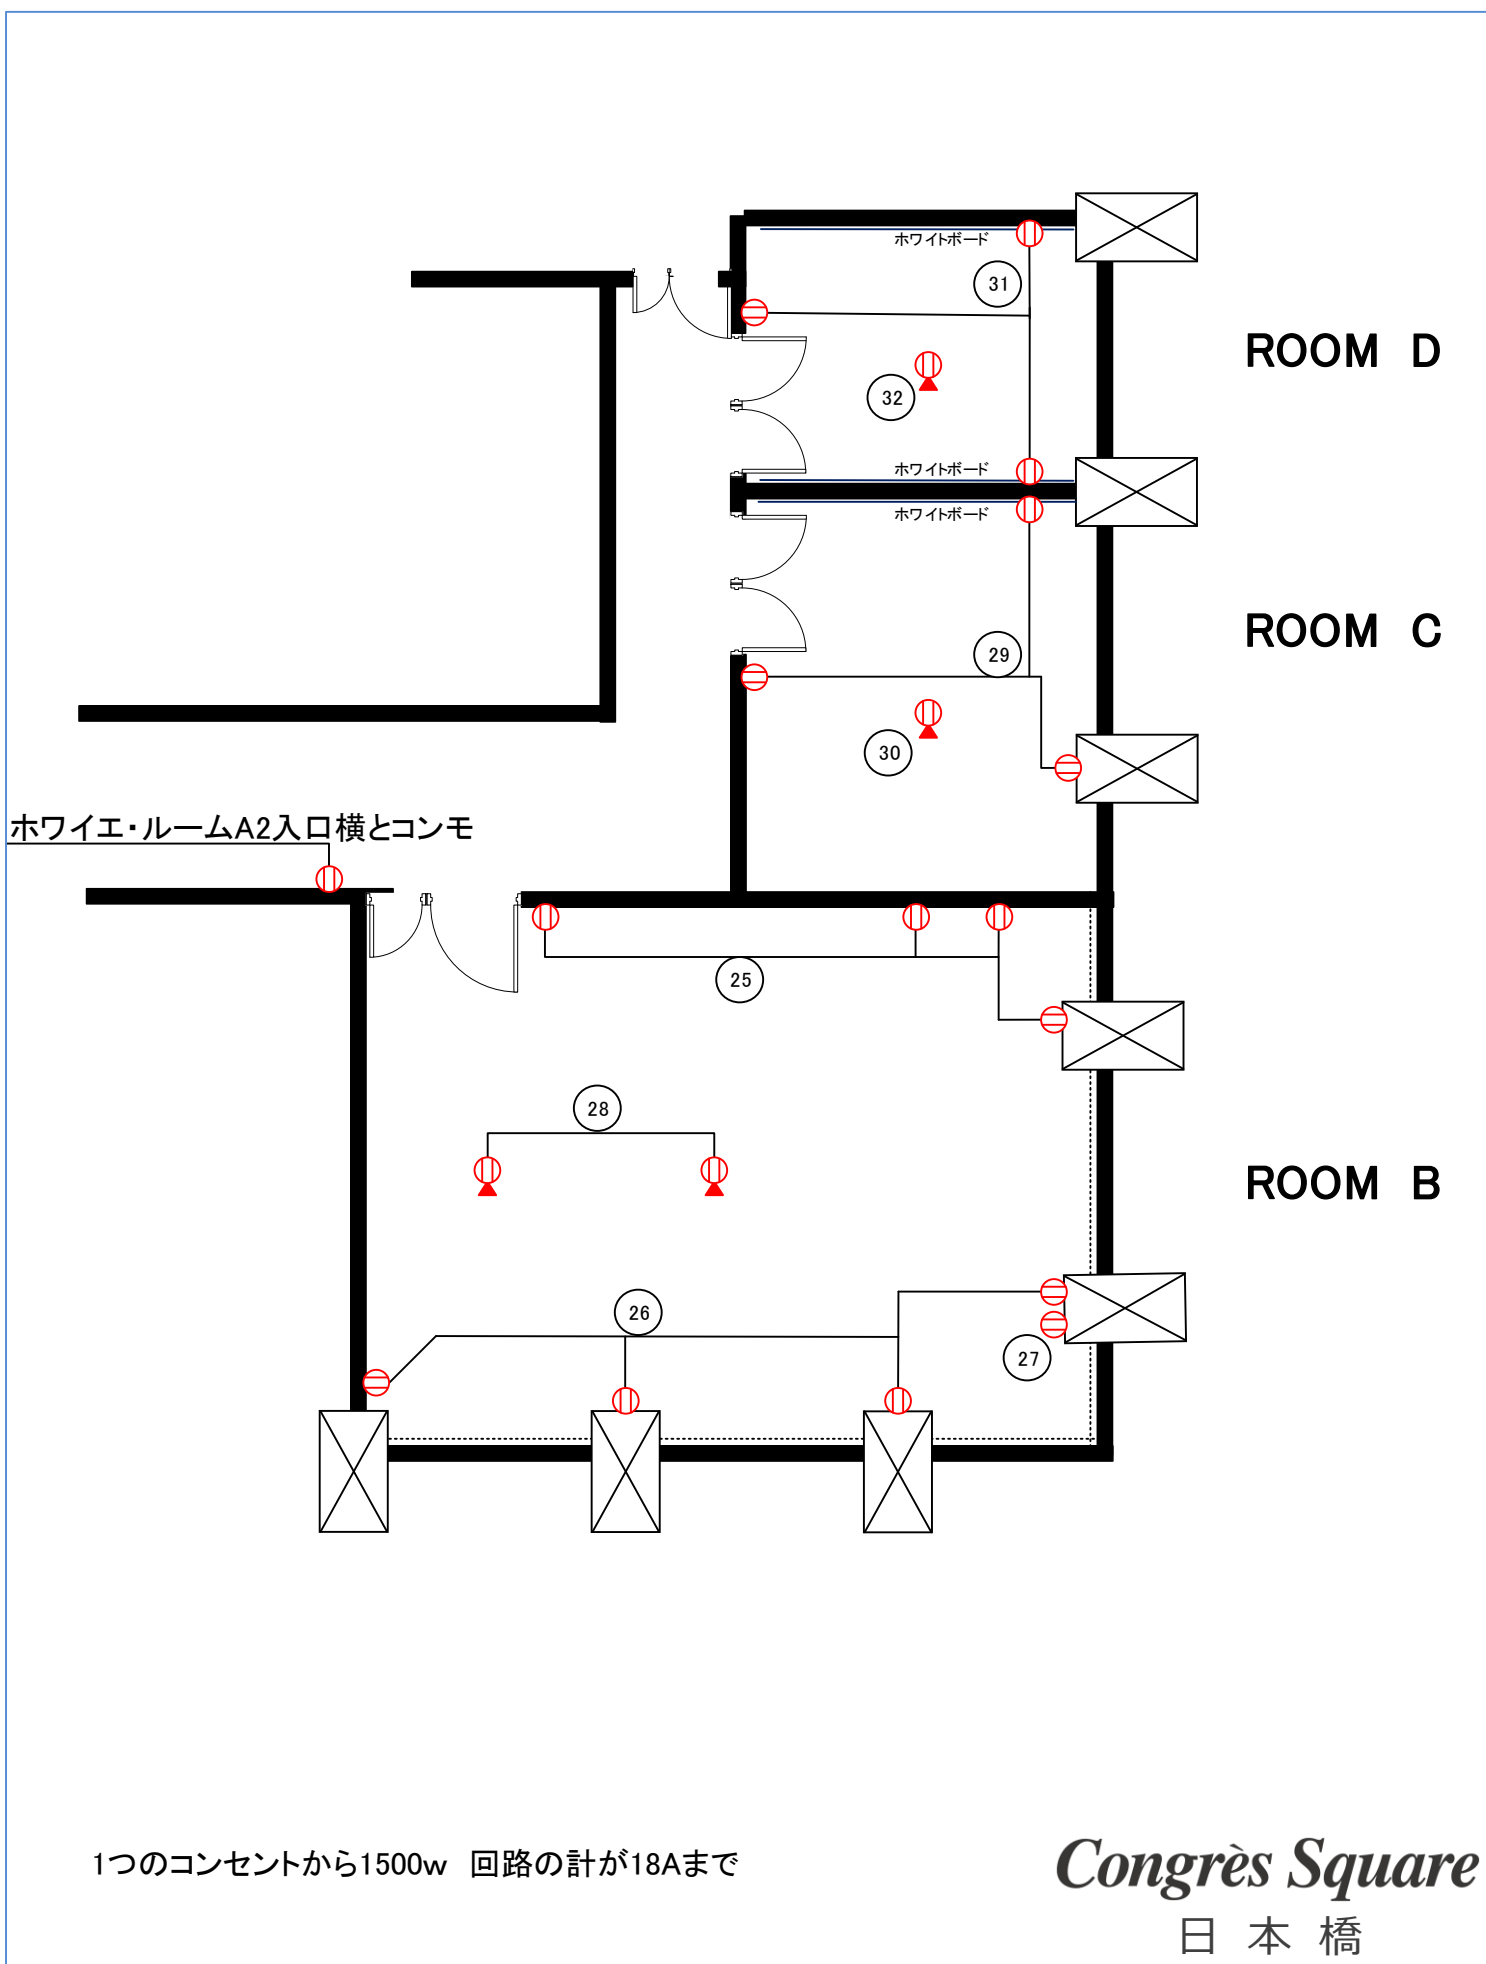 ホワイトボード
31
ROOM D
32
ホワイトボード
ホワイトボード
ROOM C
29
30
ホワイエ・ルームA2入口横とコンモ
25
28
ROOM B
26
27
1つのコンセントから1500w 回路の計が18Aまで
Congrès Square
日本橋